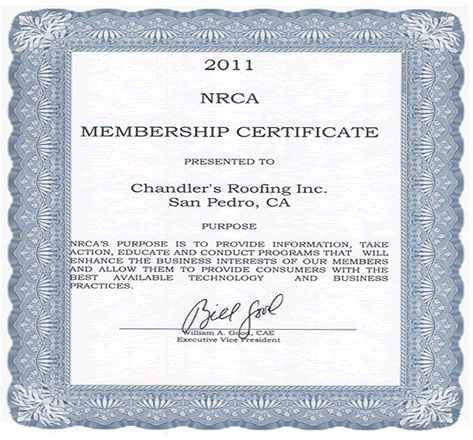 2011
NRCA
MEMBERSHIP CERTIFICATE
PRESENTED TO
Chandler's Roofing Inc.
San Pedro, CA
PURPOSE
NRCA'S PURPOSE IS TO PROVIDE INFORMATION, TAKE
ACTION, EDUCATE AND CONDUCT PROGRAMS THAT WILL
ENHANCE THE BUSINESS INTERESTS OF OUR MEMBERS
AND ALLOW THEM TO PROVIDE CONSUMERS WITH THE
BEST AVAILABLE TECHNOLOGY AND BUSINESS
PRACTICES.
Bill Good
William A. Good, CAE
Executive Vice President